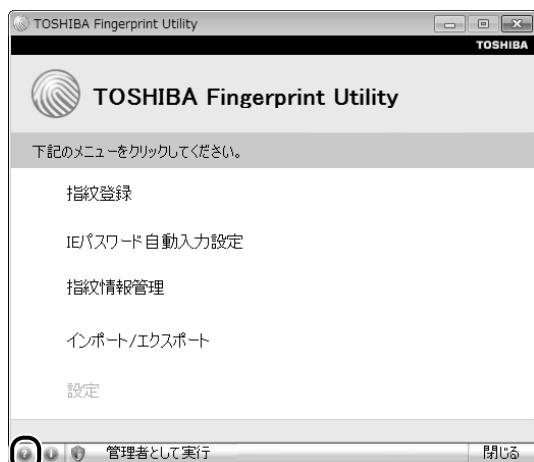 TOSHIBA Fingerprint Utility
TOSHIBA
TOSHIBA Fingerprint Utility
下記のメニューをクリックしてください。
指紋登録
IEパスワード自動入力設定
指紋情報管理
インポート/エクスポート
設定
管理者として実行 閉じる